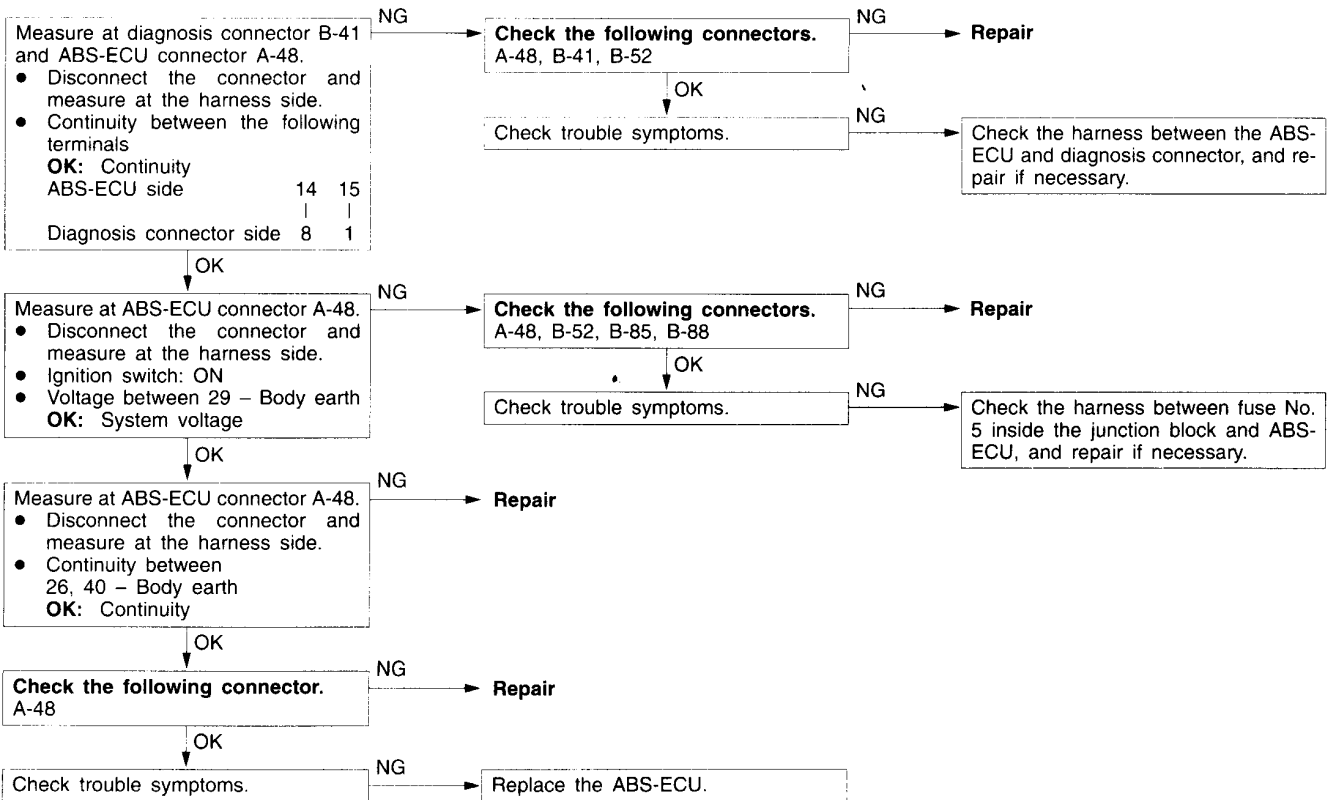 Measure at diagnosis connector B-41
and ABS-ECU connector A-48.
● Disconnect the connector and
measure at the harness side.
● Continuity between the following
terminals
OK: Continuity
ABS-ECU side 14 15
| |
Diagnosis connector side 8 1
NG
Check the following connectors.
A-48, B-41, B-52
NG
Repair
OK
Check trouble symptoms.
NG
Check the harness between the ABS-
ECU and diagnosis connector, and re-
pair if necessary.
OK
Measure at ABS-ECU connector A-48.
● Disconnect the connector and
measure at the harness side.
● Ignition switch: ON
● Voltage between 29 – Body earth
OK: System voltage
NG
Check the following connectors.
A-48, B-52, B-85, B-88
NG
Repair
OK
Check trouble symptoms.
NG
Check the harness between fuse No.
5 inside the junction block and ABS-
ECU, and repair if necessary.
OK
Measure at ABS-ECU connector A-48.
● Disconnect the connector and
measure at the harness side.
● Continuity between
26, 40 – Body earth
OK: Continuity
NG
Repair
OK
Check the following connector.
A-48
NG
Repair
OK
Check trouble symptoms.
NG
Replace the ABS-ECU.